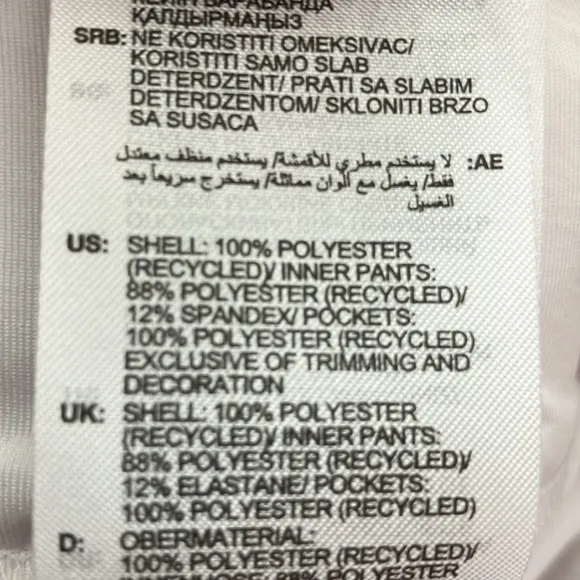 ҚАЛДЫРМАҢЫЗ
SRB: NE KORISTITI OMEKSIVAC/
KORISTITI SAMO SLAB
DETERDZENT/ PRATI SA SLABIM
DETERDZENTOM/ SKLONITI BRZO
SA SUSACA
AE: لا يستخدم مطري للأقمشة/ يستخدم منظف معتدل
فقط/ يغسل مع ألوان مماثلة/ يستخرج سريعاً بعد
الغسيل
US: SHELL: 100% POLYESTER
(RECYCLED)/ INNER PANTS:
88% POLYESTER (RECYCLED)/
12% SPANDEX/ POCKETS:
100% POLYESTER (RECYCLED)
EXCLUSIVE OF TRIMMING AND
DECORATION
UK: SHELL: 100% POLYESTER
(RECYCLED)/ INNER PANTS:
88% POLYESTER (RECYCLED)/
12% ELASTANE/ POCKETS:
100% POLYESTER (RECYCLED)
D: OBERMATERIAL:
100% POLYESTER (RECYCLED)/
88% POLYESTER